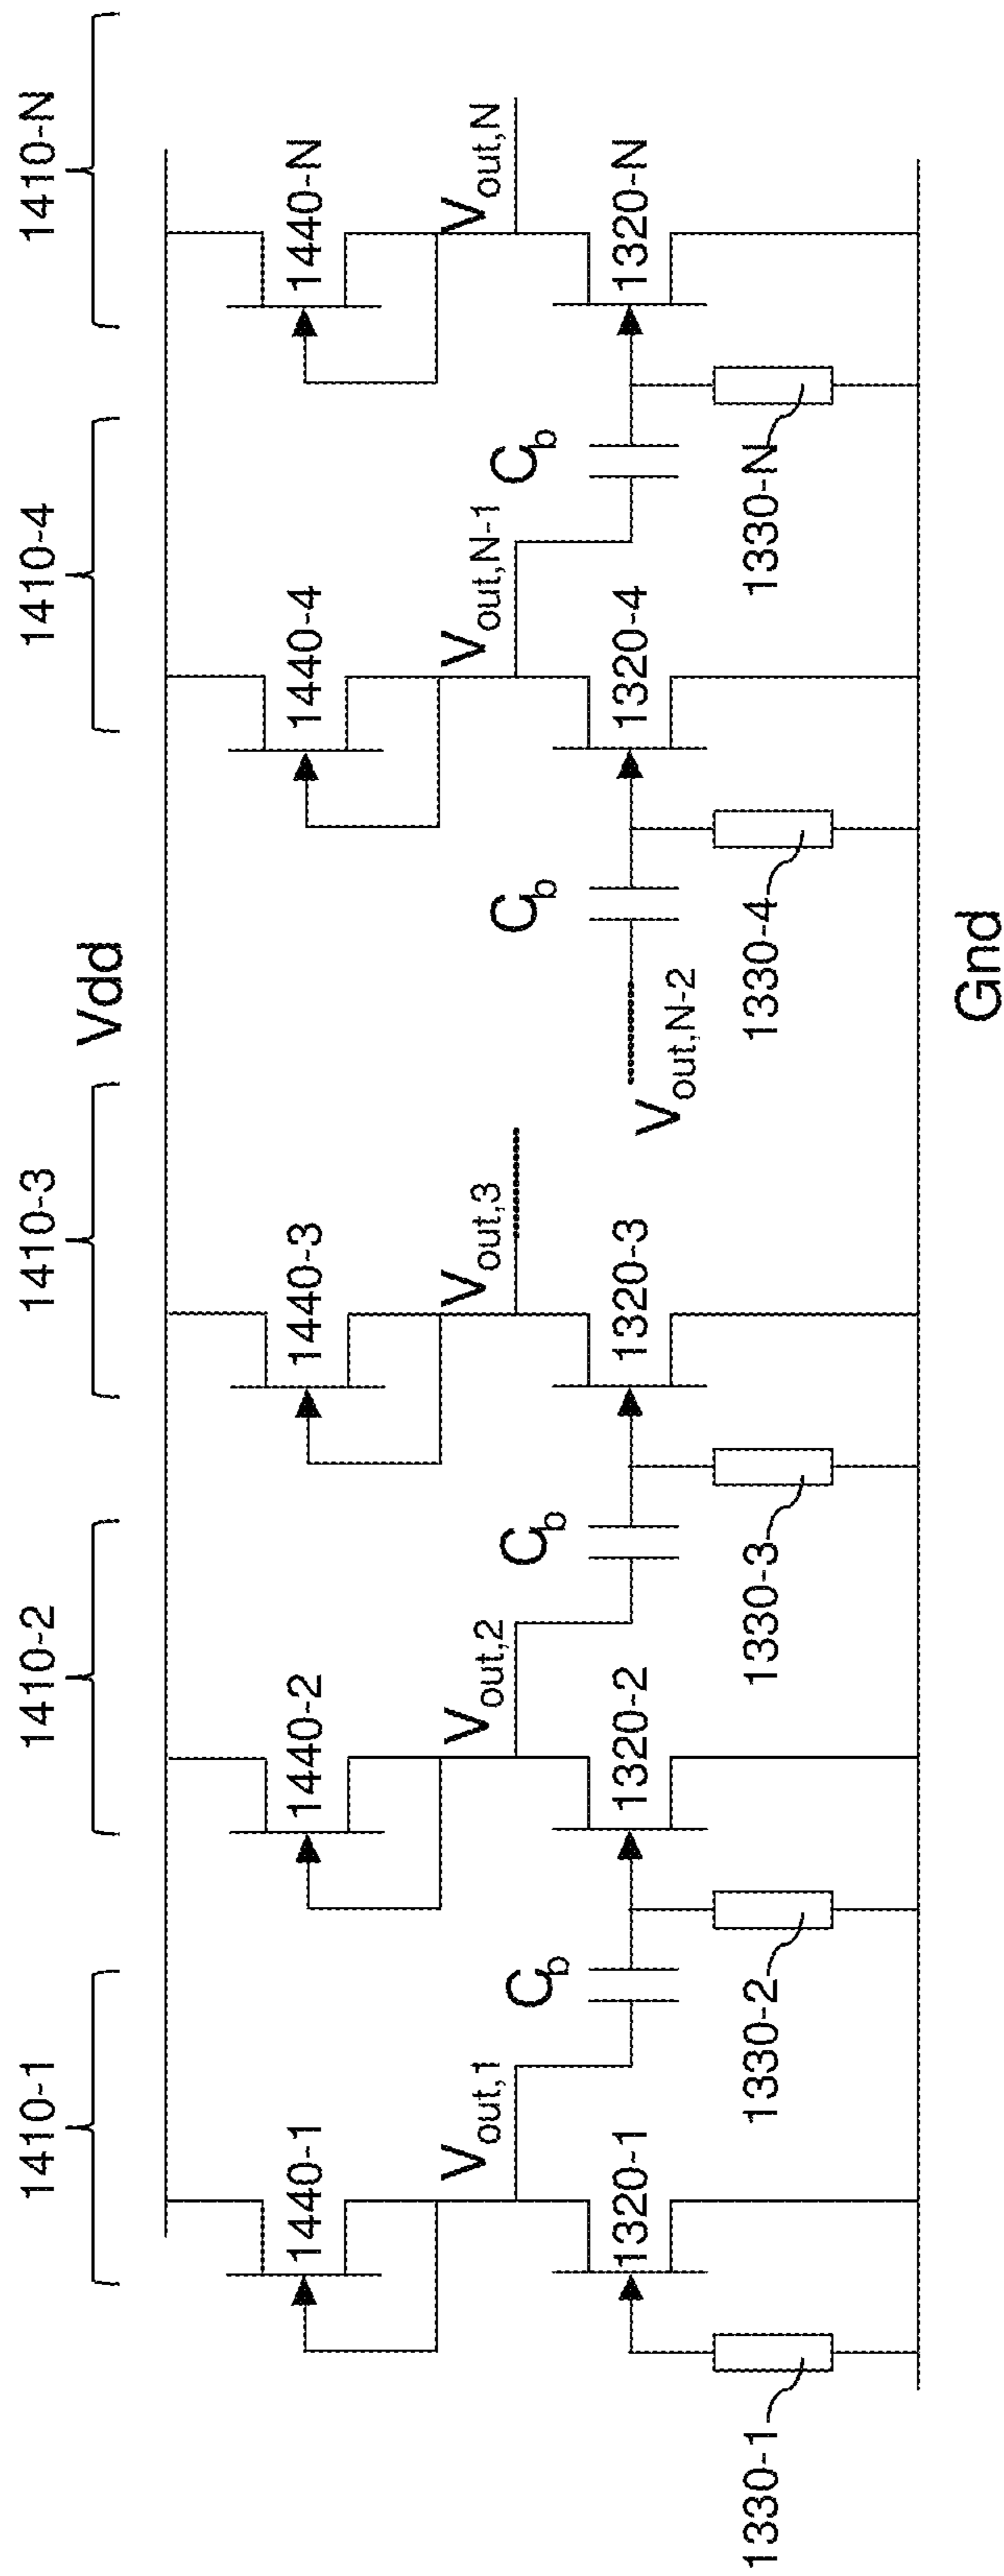 1410-1
1410-2
1410-3
1410-4
1410-N
Vdd
1440-1
1440-2
1440-3
1440-4
1440-N
Vout,1
Vout,2
Vout,3
Vout,N-1
Vout,N
Cb
Cb
Cb
Cb
1320-1
1320-2
1320-3
1320-4
1320-N
Vout,N-2
1330-1
1330-2
1330-3
1330-4
1330-N
Gnd